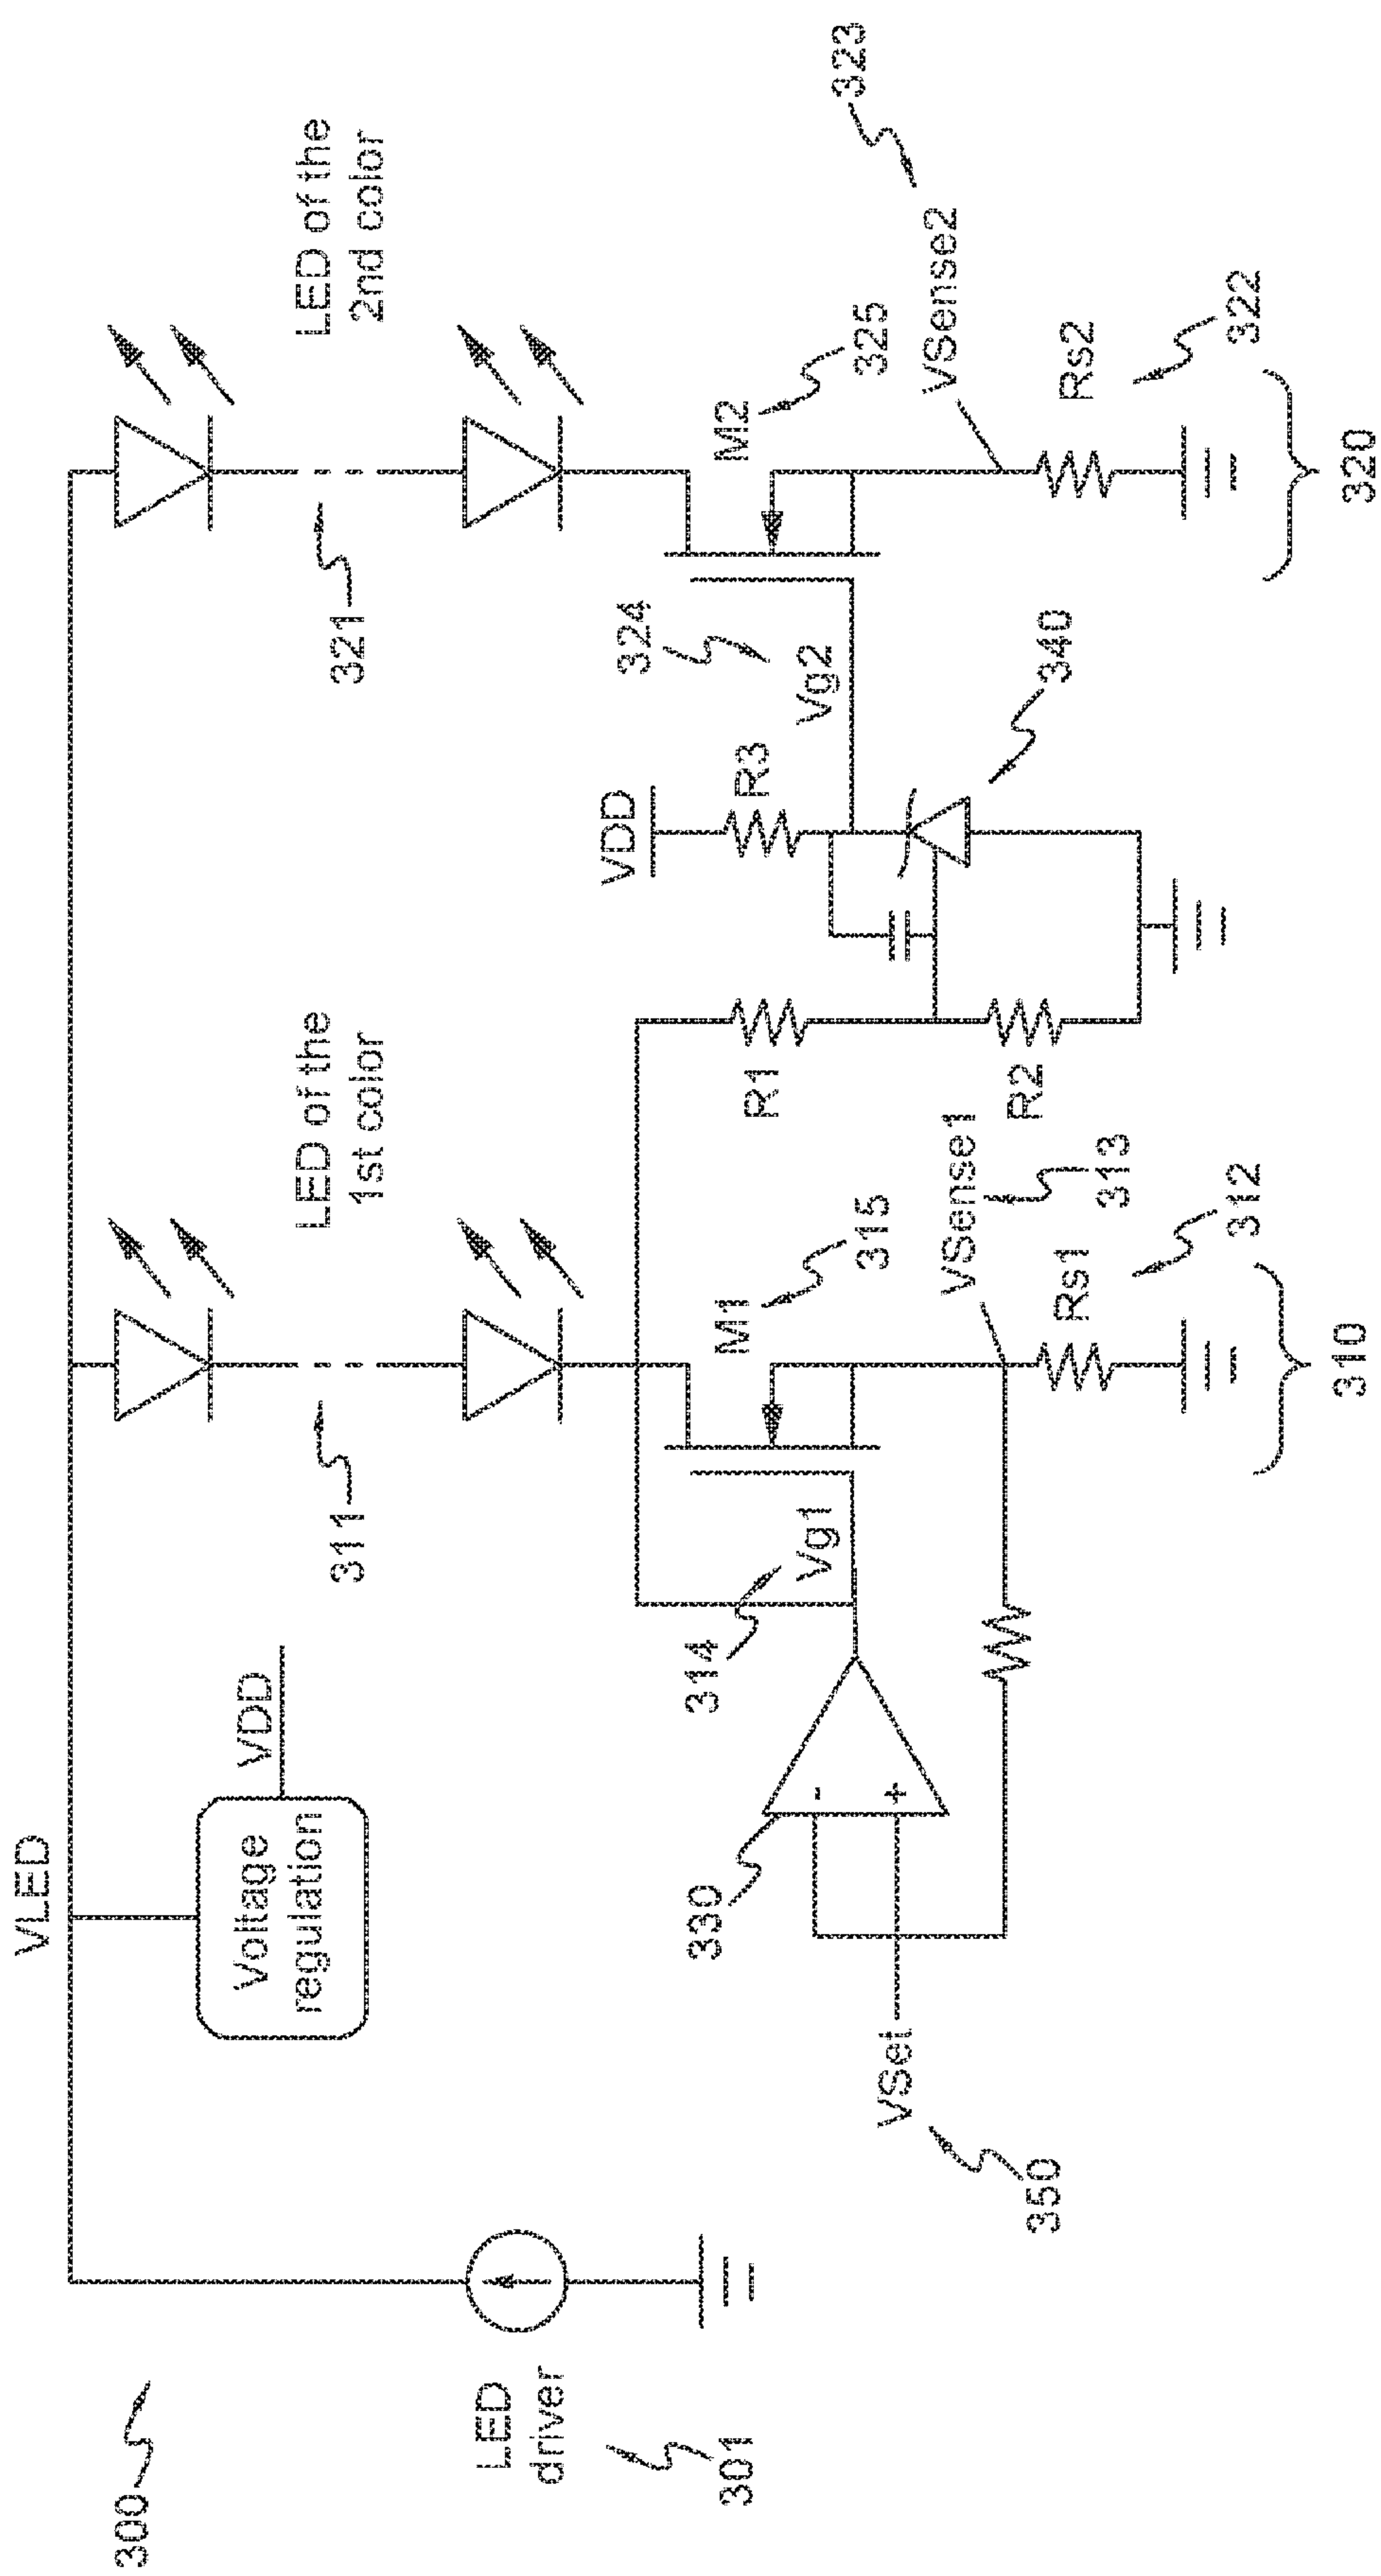 300
VLED
LED
driver
301
Voltage
regulation
VDD
VSet
350
330
-
+
314
Vg1
311
LED of the
1st color
M1
315
VSense1
313
Rs1
312
310
R1
R2
VDD
R3
340
324
Vg2
321
LED of the
2nd color
M2
325
VSense2
323
Rs2
322
320